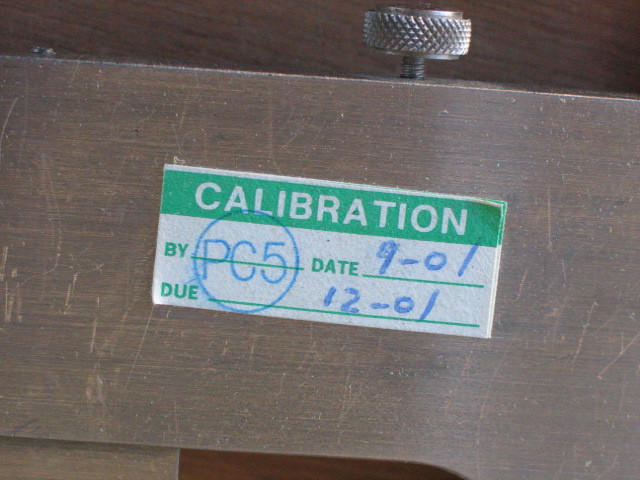 CALIBRATION
BY PC5 DATE 9-01
DUE 12-01